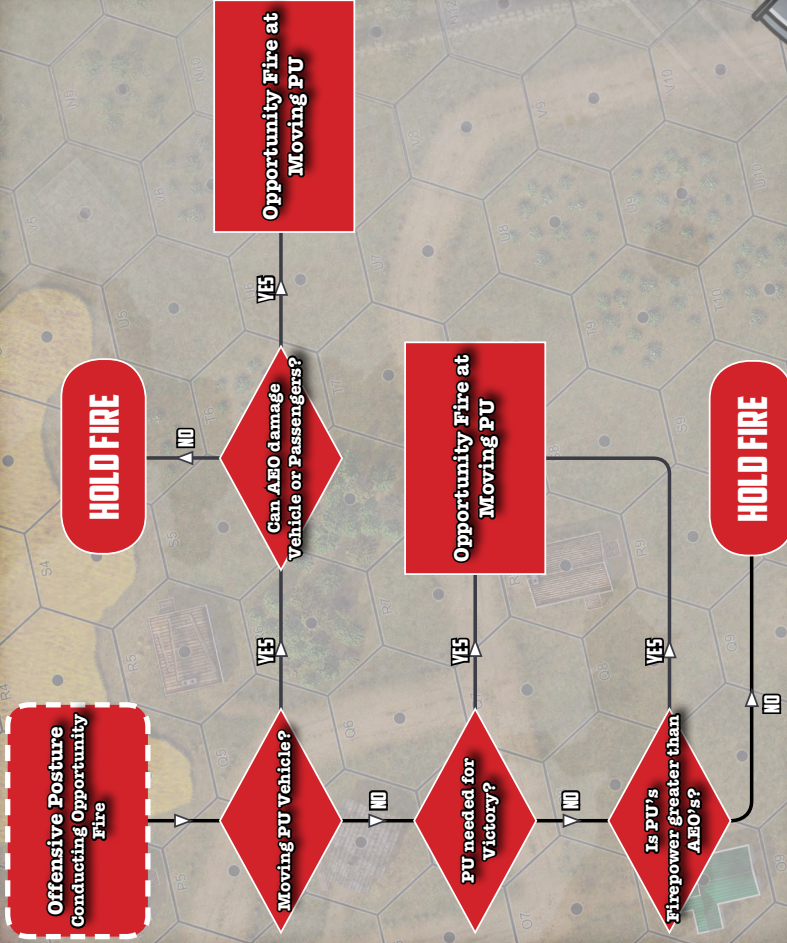 Offensive Posture
Conducting Opportunity
Fire
Moving PU Vehicle?
YES
Can AEO damage
Vehicle or Passengers?
YES
Opportunity Fire at
Moving PU
NO
HOLD FIRE
NO
PU needed for
Victory?
YES
Opportunity Fire at
Moving PU
NO
Is PU's
Firepower greater than
AEO's?
YES
NO
HOLD FIRE